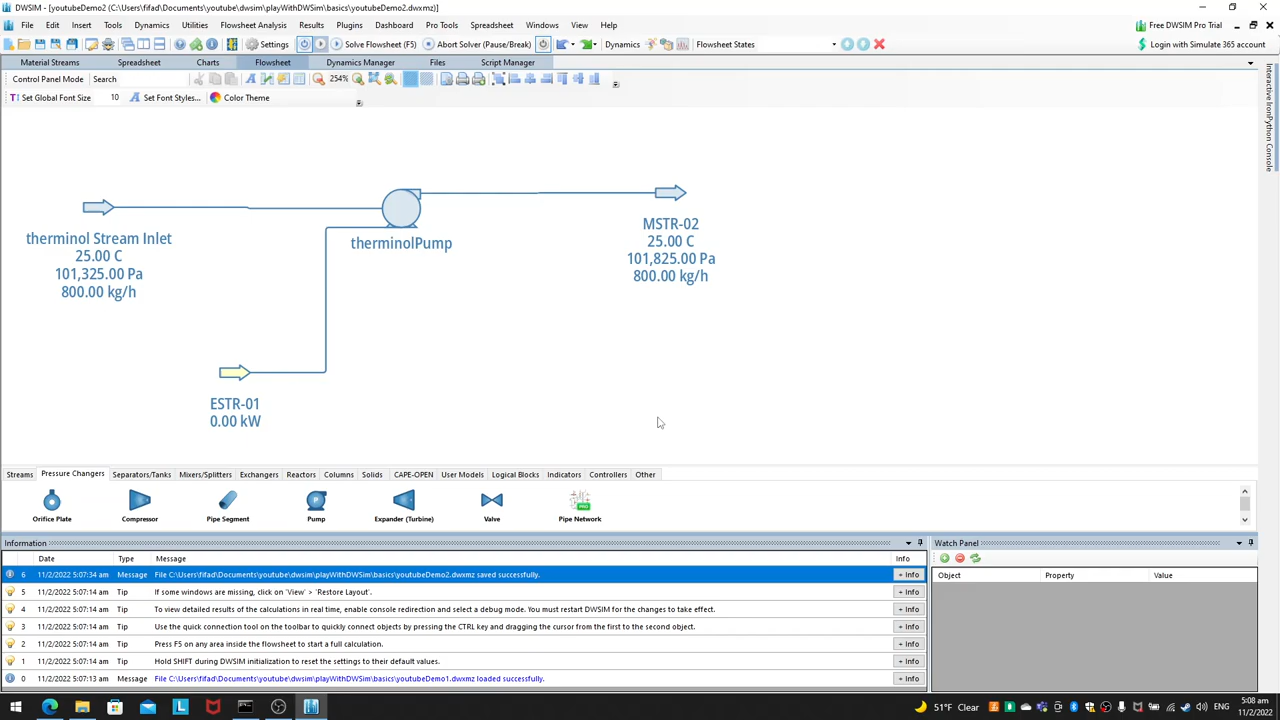 DWSIM - [youtubeDemo2 (C:\Users\fifad\Documents\youtube\dwsim\playWithDWSim\basics\youtubeDemo2.dwxmz)]
File Edit Insert Tools Dynamics Utilities Flowsheet Analysis Results Plugins Dashboard Pro Tools Spreadsheet Windows View Help Free DWSIM Pro Trial
Settings Solve Flowsheet (F5) Abort Solver (Pause/Break) Dynamics Flowsheet States Login with Simulate 365 account
Material Streams Spreadsheet Charts Flowsheet Dynamics Manager Files Script Manager
Control Panel Mode Search 254%
Set Global Font Size 10 Set Font Styles... Color Theme
Interactive IronPython Console
therminol Stream Inlet
25.00 C
101,325.00 Pa
800.00 kg/h
therminolPump
MSTR-02
25.00 C
101,825.00 Pa
800.00 kg/h
ESTR-01
0.00 kW
Streams Pressure Changers Separators/Tanks Mixers/Splitters Exchangers Reactors Columns Solids CAPE-OPEN User Models Logical Blocks Indicators Controllers Other
Orifice Plate Compressor Pipe Segment Pump Expander (Turbine) Valve Pipe Network
Information
Date Type Message Info
6 11/2/2022 5:07:34 am Message File C:\Users\fifad\Documents\youtube\dwsim\playWithDWSim\basics\youtubeDemo2.dwxmz saved successfully. + Info
5 11/2/2022 5:07:14 am Tip If some windows are missing, click on 'View' > 'Restore Layout'. + Info
4 11/2/2022 5:07:14 am Tip To view detailed results of the calculations in real time, enable console redirection and select a debug mode. You must restart DWSIM for the changes to take effect. + Info
3 11/2/2022 5:07:14 am Tip Use the quick connection tool on the toolbar to quickly connect objects by pressing the CTRL key and dragging the cursor from the first to the second object. + Info
2 11/2/2022 5:07:14 am Tip Press F5 on any area inside the flowsheet to start a full calculation. + Info
1 11/2/2022 5:07:14 am Tip Hold SHIFT during DWSIM initialization to reset the settings to their default values. + Info
0 11/2/2022 5:07:13 am Message File C:\Users\fifad\Documents\youtube\dwsim\playWithDWSim\basics\youtubeDemo1.dwxmz loaded successfully. + Info
Watch Panel
Object Property Value
51°F Clear
5:08 am
11/2/2022